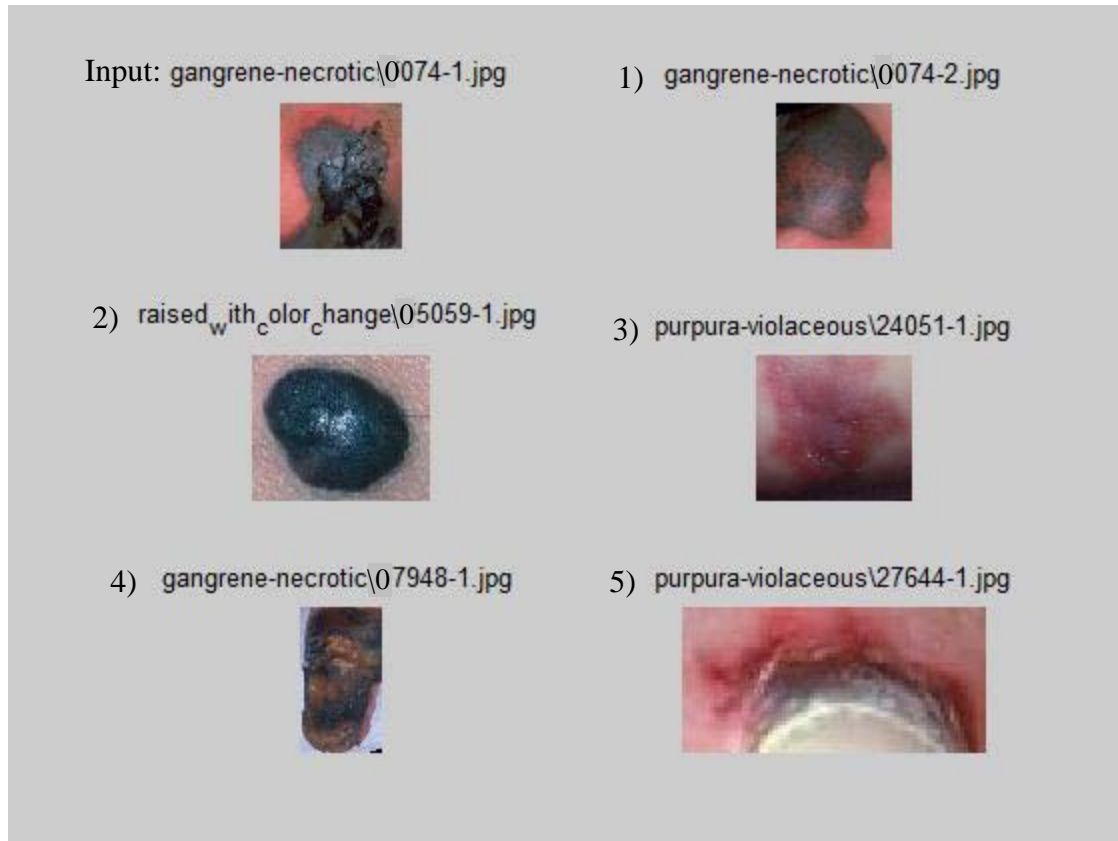 Input: gangrene-necrotic\0074-1.jpg
1) gangrene-necrotic\0074-2.jpg
2) raised_with_color_change\05059-1.jpg
3) purpura-violaceous\24051-1.jpg
4) gangrene-necrotic\07948-1.jpg
5) purpura-violaceous\27644-1.jpg